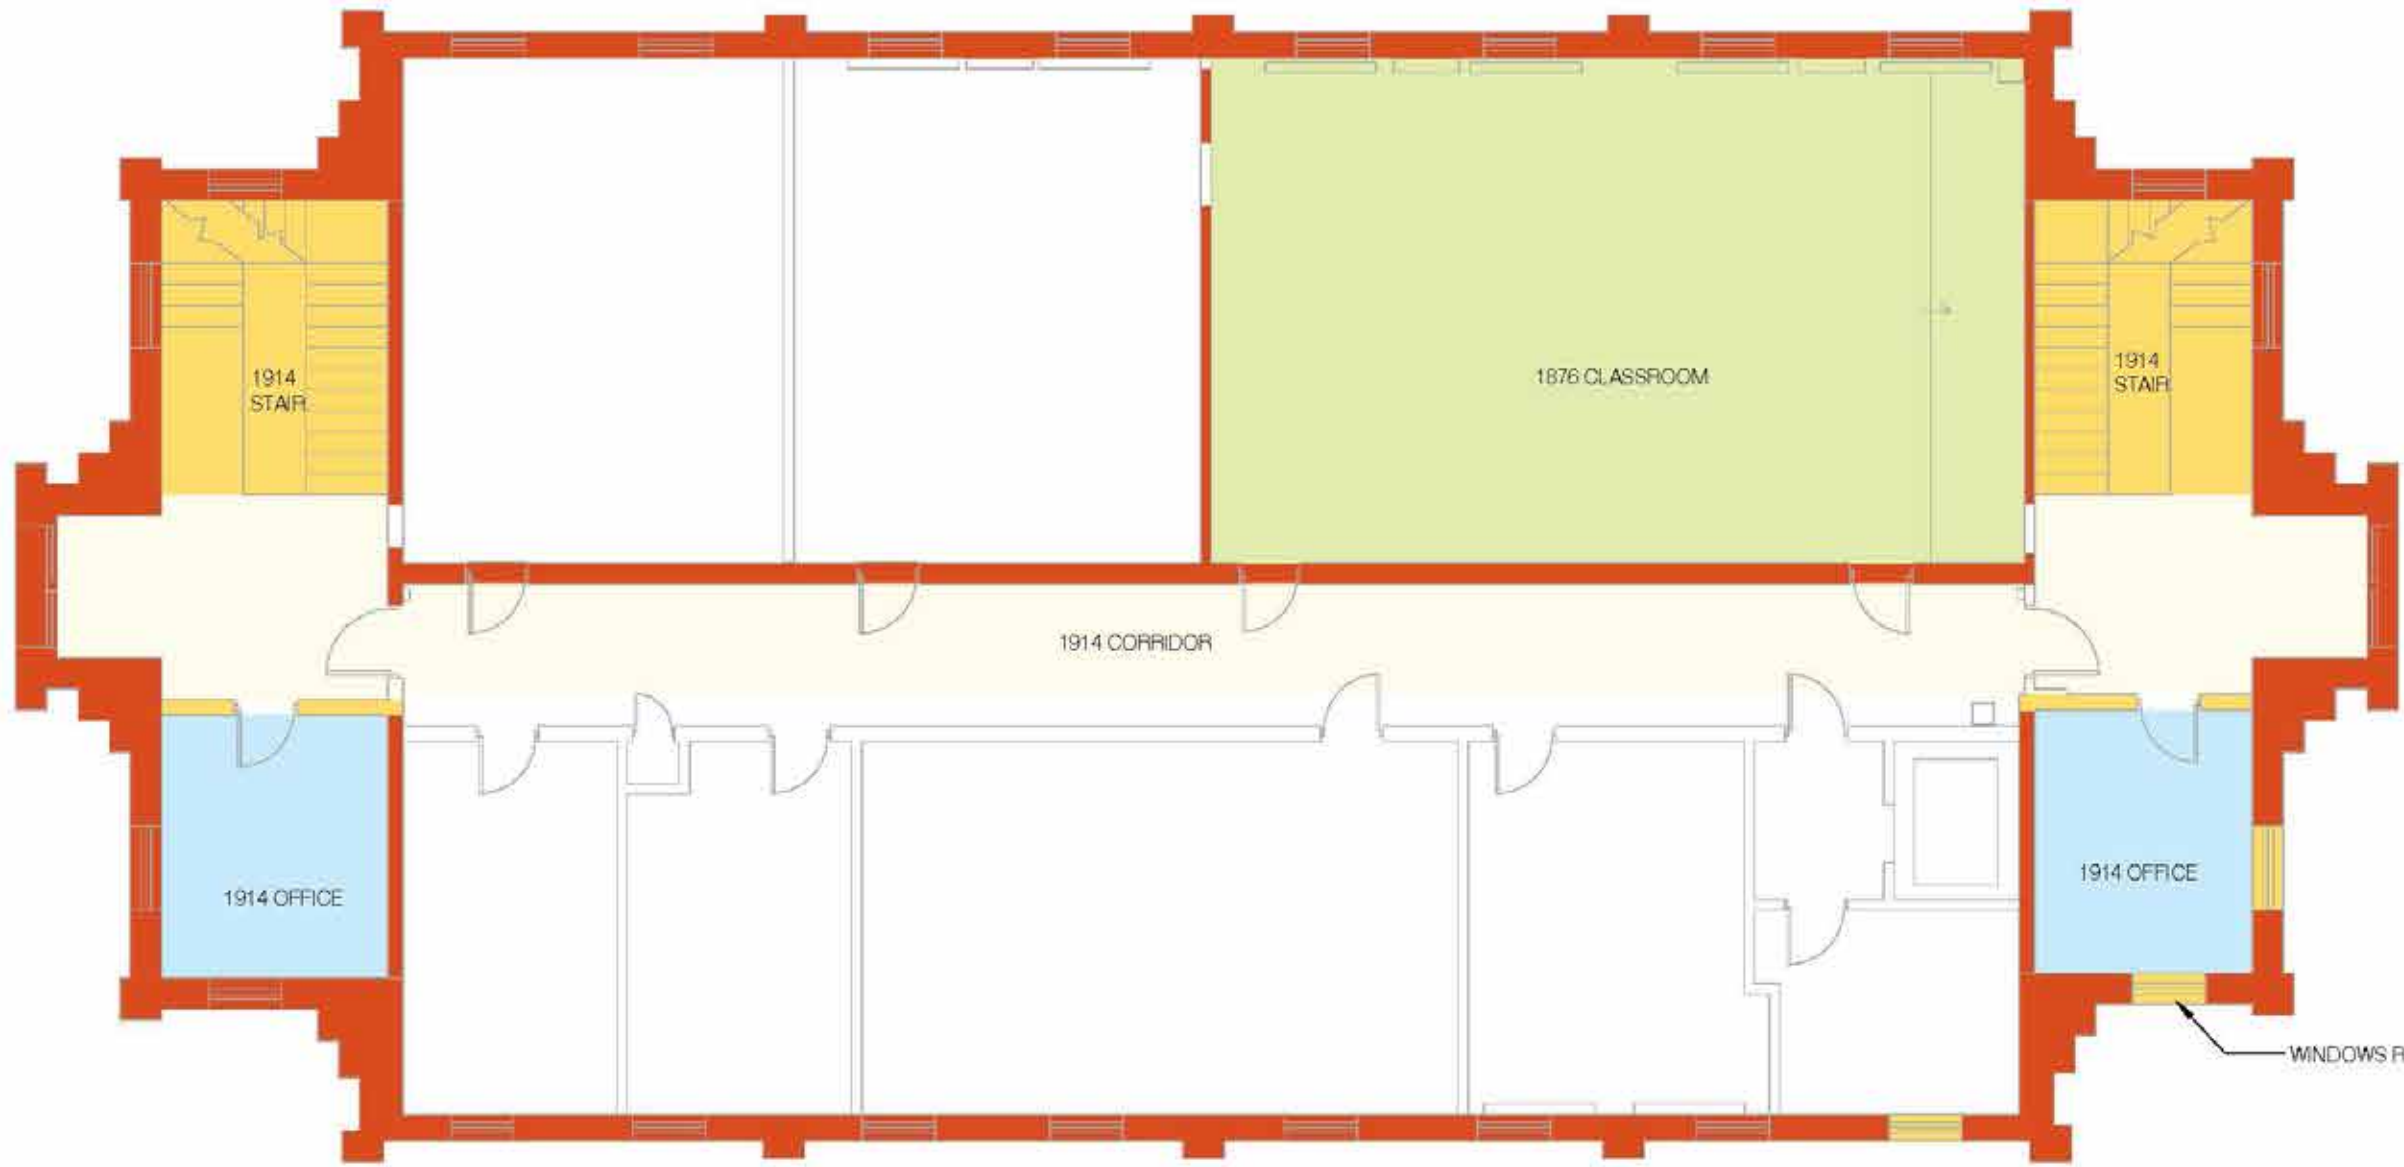 1914
STAIR
1876 CLASSROOM
1914
STAIR
1914 CORRIDOR
1914 OFFICE
1914 OFFICE
WINDOWS